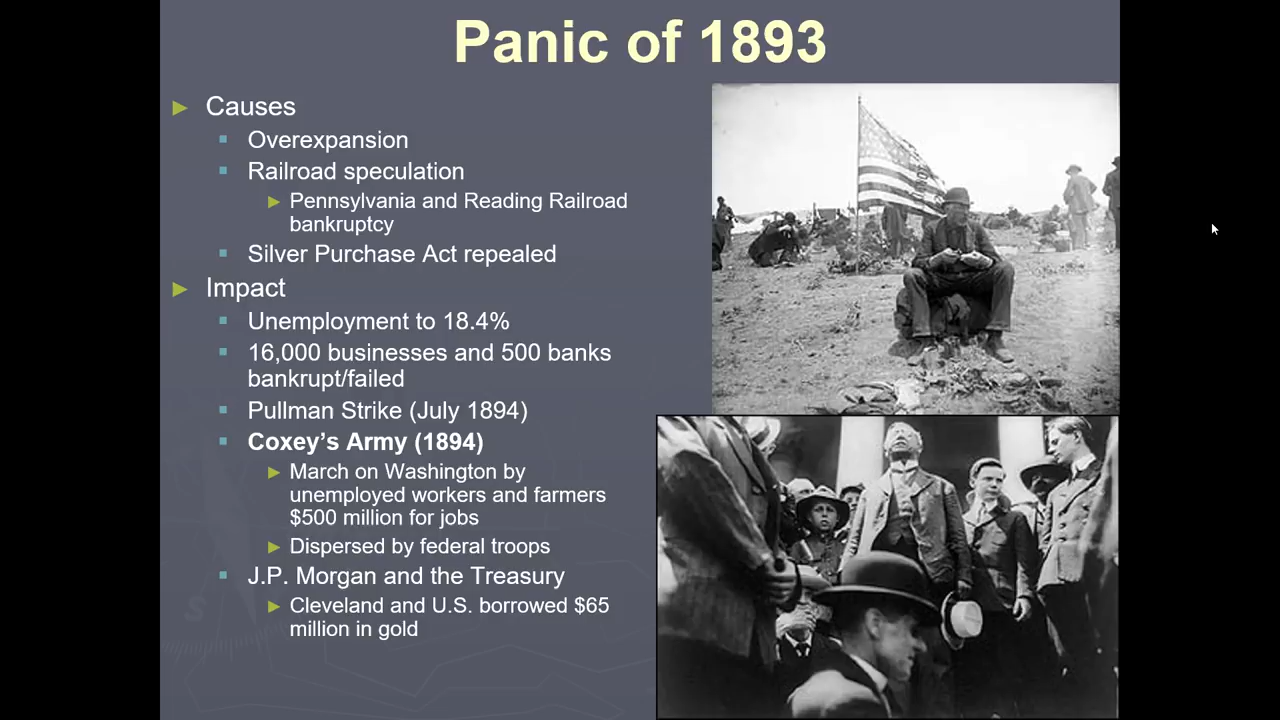 Panic of 1893
Causes
Overexpansion
Railroad speculation
Pennsylvania and Reading Railroad
bankruptcy
Silver Purchase Act repealed
Impact
Unemployment to 18.4%
16,000 businesses and 500 banks
bankrupt/failed
Pullman Strike (July 1894)
Coxey’s Army (1894)
March on Washington by
unemployed workers and farmers
$500 million for jobs
Dispersed by federal troops
J.P. Morgan and the Treasury
Cleveland and U.S. borrowed $65
million in gold